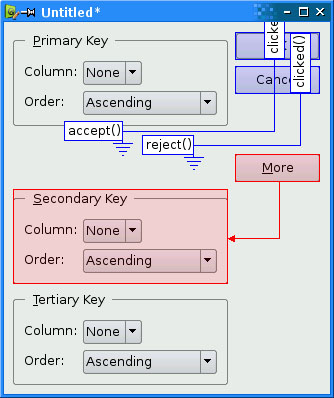 Untitled*
Primary Key
Column: None
Order: Ascending
clicke
clicked()
Cance
accept()
reject()
More
Secondary Key
Column: None
Order: Ascending
Tertiary Key
Column: None
Order: Ascending